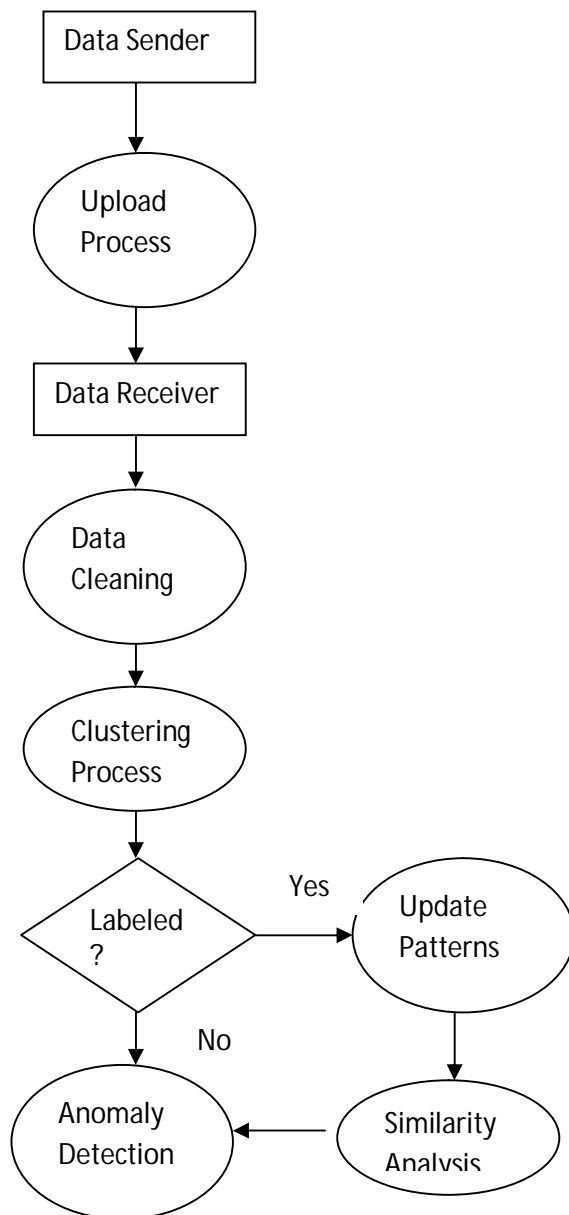 Data Sender
Upload
Process
Data Receiver
Data
Cleaning
Clustering
Process
Labeled
?
Yes
Update
Patterns
No
Anomaly
Detection
Similarity
Analysis